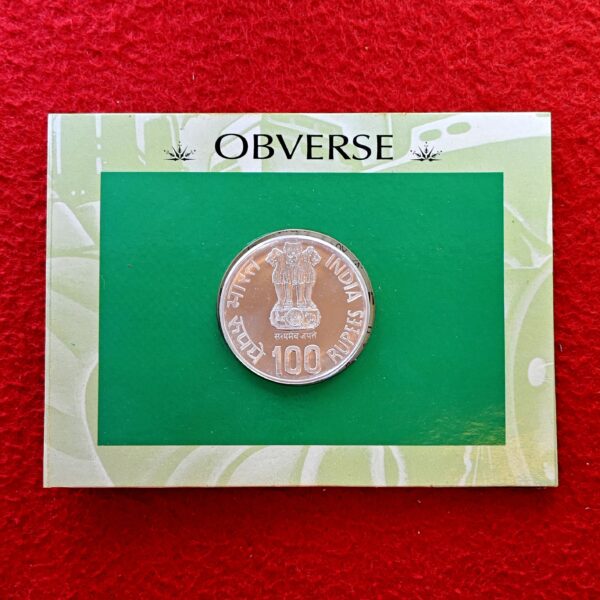 OBVERSE
भारत INDIA
रुपये RUPEES
सत्यमेव जयते
100